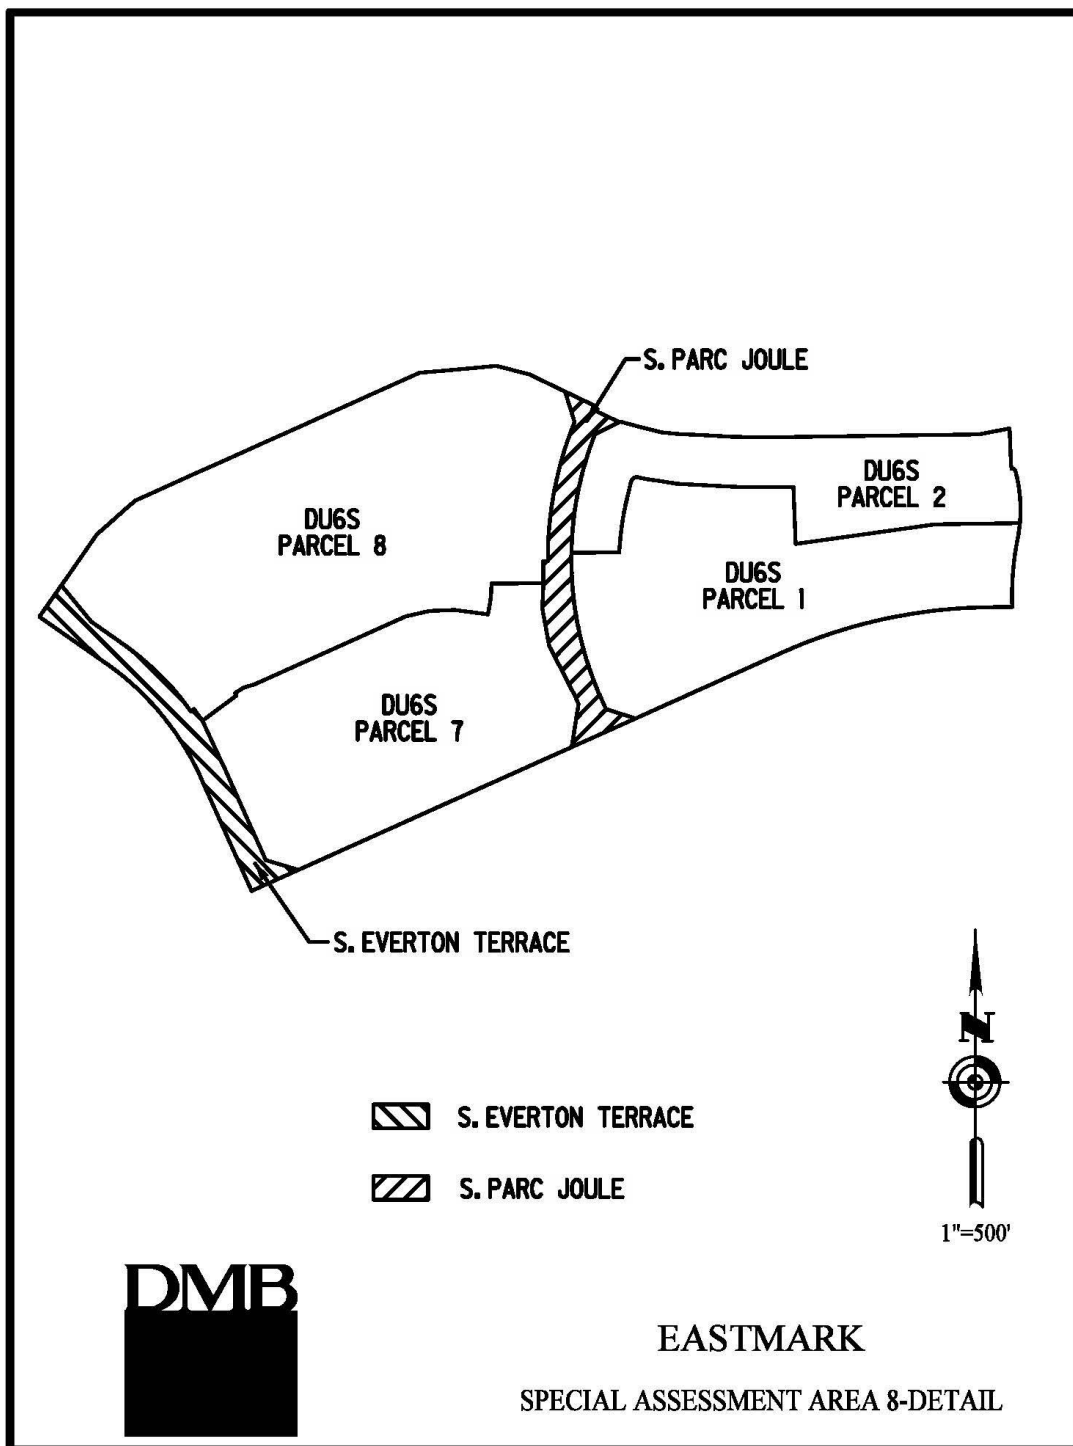 S. PARC JOULE
DU6S
PARCEL 2
DU6S
PARCEL 8
DU6S
PARCEL 1
DU6S
PARCEL 7
S. EVERTON TERRACE
N
S. EVERTON TERRACE
S. PARC JOULE
1"=500'
DMB
EASTMARK
SPECIAL ASSESSMENT AREA 8-DETAIL